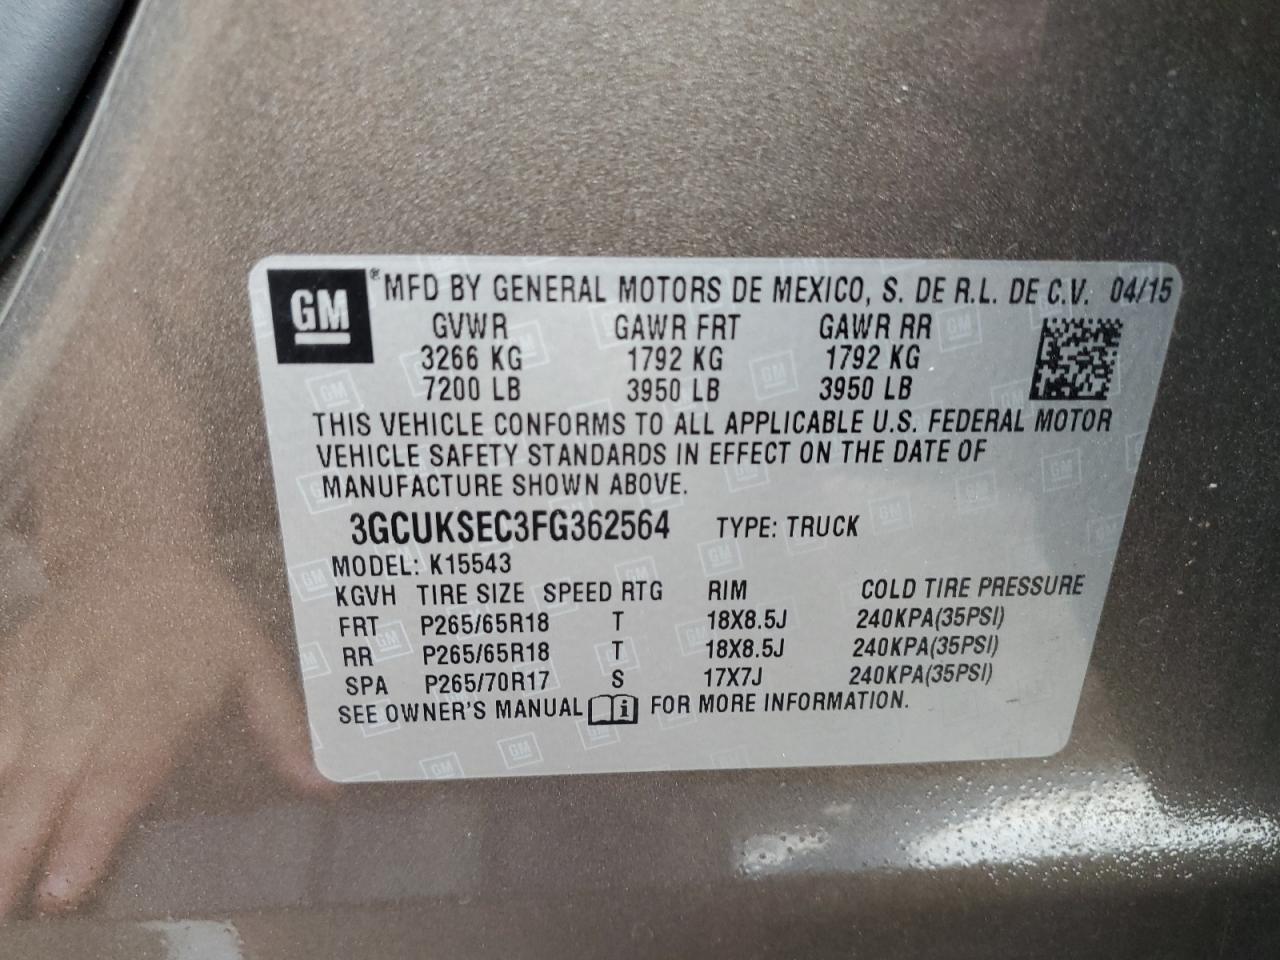 GM ® MFD BY GENERAL MOTORS DE MEXICO, S. DE R.L. DE C.V. 04/15
GVWR GAWR FRT GAWR RR
3266 KG 1792 KG 1792 KG
7200 LB 3950 LB 3950 LB
THIS VEHICLE CONFORMS TO ALL APPLICABLE U.S. FEDERAL MOTOR
VEHICLE SAFETY STANDARDS IN EFFECT ON THE DATE OF
MANUFACTURE SHOWN ABOVE.
3GCUKSEC3FG362564 TYPE: TRUCK
MODEL: K15543
KGVH TIRE SIZE SPEED RTG RIM COLD TIRE PRESSURE
FRT P265/65R18 T 18X8.5J 240KPA(35PSI)
RR P265/65R18 T 18X8.5J 240KPA(35PSI)
SPA P265/70R17 S 17X7J 240KPA(35PSI)
SEE OWNER'S MANUAL i FOR MORE INFORMATION.